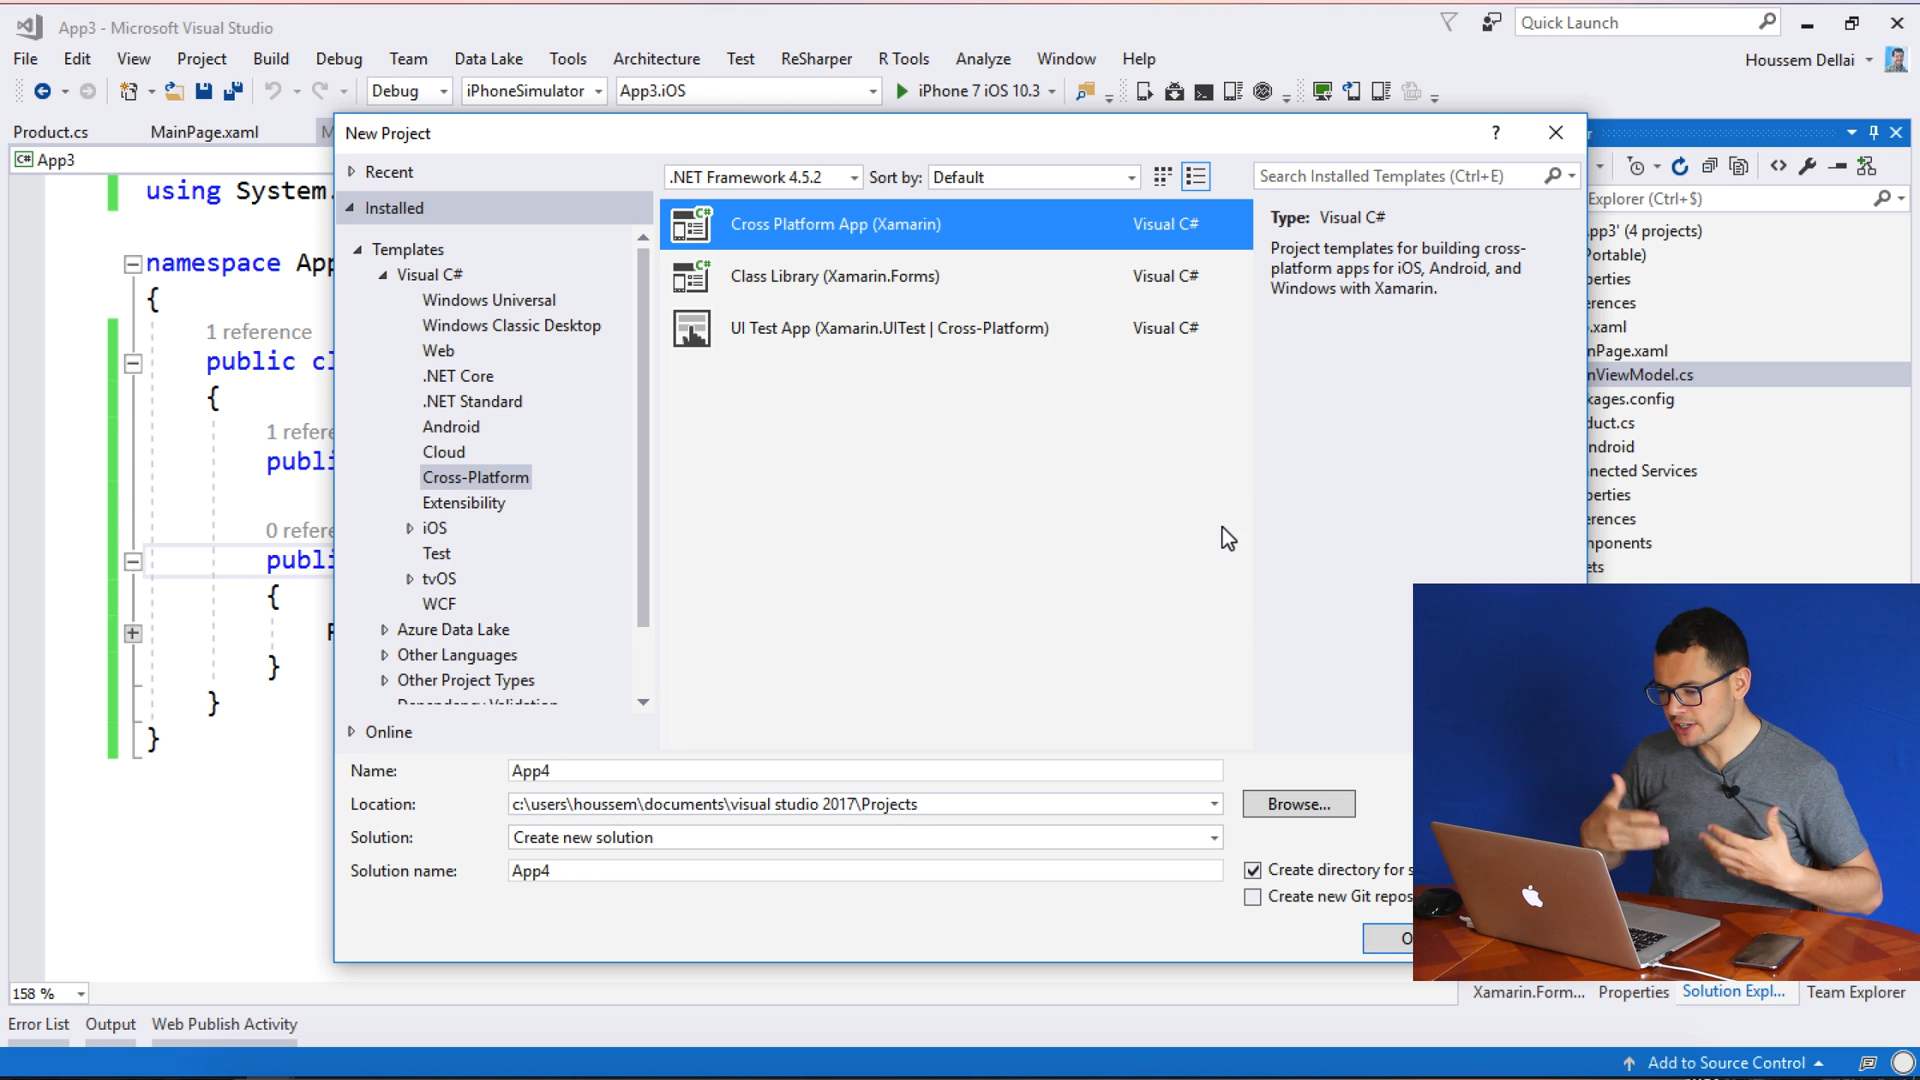 App3 - Microsoft Visual Studio
Quick Launch
File Edit View Project Build Debug Team Data Lake Tools Architecture Test ReSharper R Tools Analyze Window Help
Houssem Dellai
Debug iPhoneSimulator App3.iOS iPhone 7 iOS 10.3
Product.cs MainPage.xaml
C# App3
using System.
namespace App
{
1 reference
public cl
{
1 refere
publi
0 refere
publi
{
}
}
}
158 %
New Project
?
Recent
Installed
Templates
Visual C#
Windows Universal
Windows Classic Desktop
Web
.NET Core
.NET Standard
Android
Cloud
Cross-Platform
Extensibility
iOS
Test
tvOS
WCF
Azure Data Lake
Other Languages
Other Project Types
Dependency Validation
Online
.NET Framework 4.5.2 Sort by: Default
Search Installed Templates (Ctrl+E)
Cross Platform App (Xamarin) Visual C#
Class Library (Xamarin.Forms) Visual C#
UI Test App (Xamarin.UITest | Cross-Platform) Visual C#
Type: Visual C#
Project templates for building cross-
platform apps for iOS, Android, and
Windows with Xamarin.
Name: App4
Location: c:\users\houssem\documents\visual studio 2017\Projects
Browse...
Solution: Create new solution
Solution name: App4
Create directory for s
Create new Git repos
O
Explorer (Ctrl+$)
pp3' (4 projects)
Portable)
perties
erences
.xaml
nPage.xaml
nViewModel.cs
kages.config
duct.cs
ndroid
nected Services
perties
erences
nponents
ets
Xamarin.Form... Properties Solution Expl... Team Explorer
Error List Output Web Publish Activity
Add to Source Control